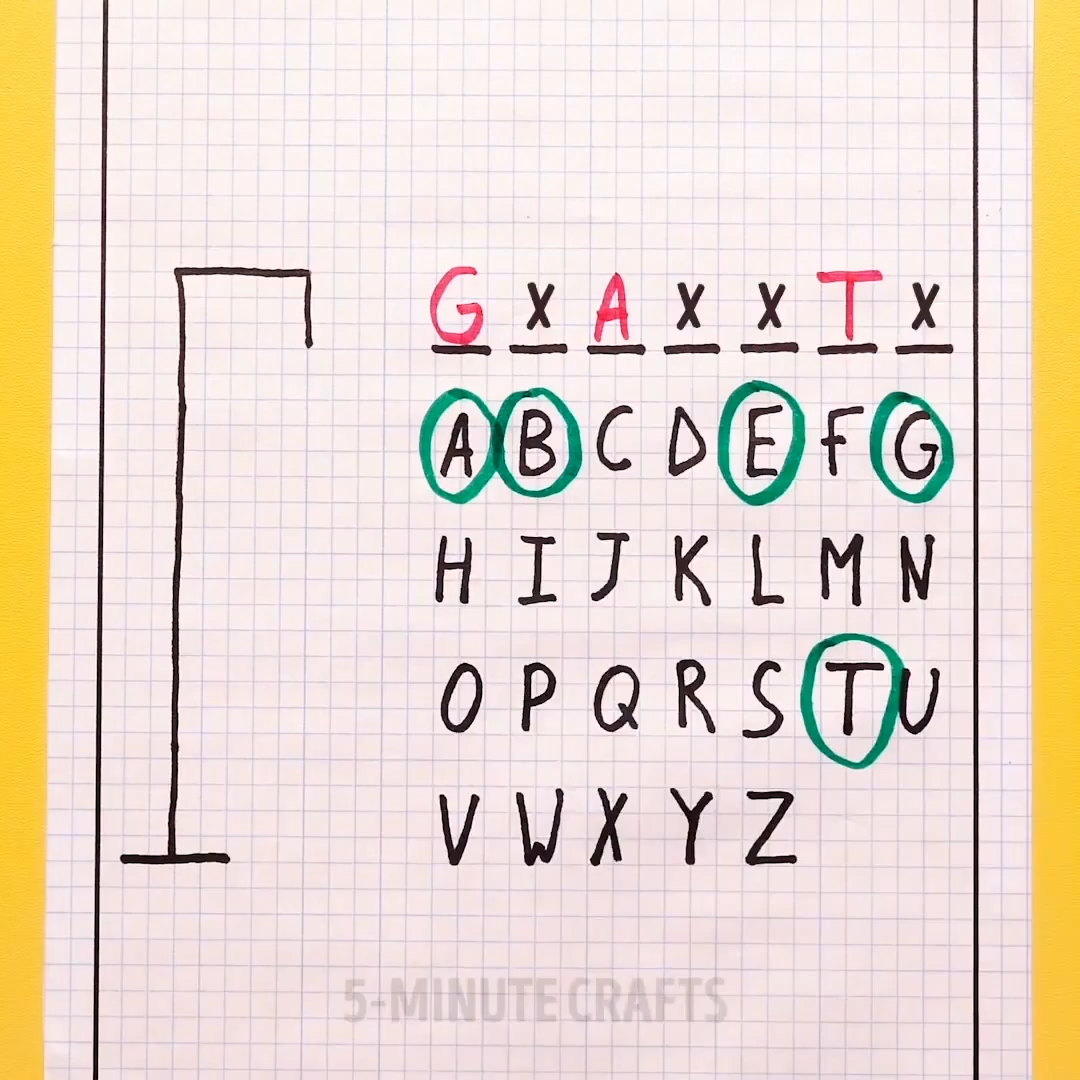 G X A X X T X
A B C D E F G
H I J K L M N
O P Q R S T U
V W X Y Z
5-MINUTE CRAFTS